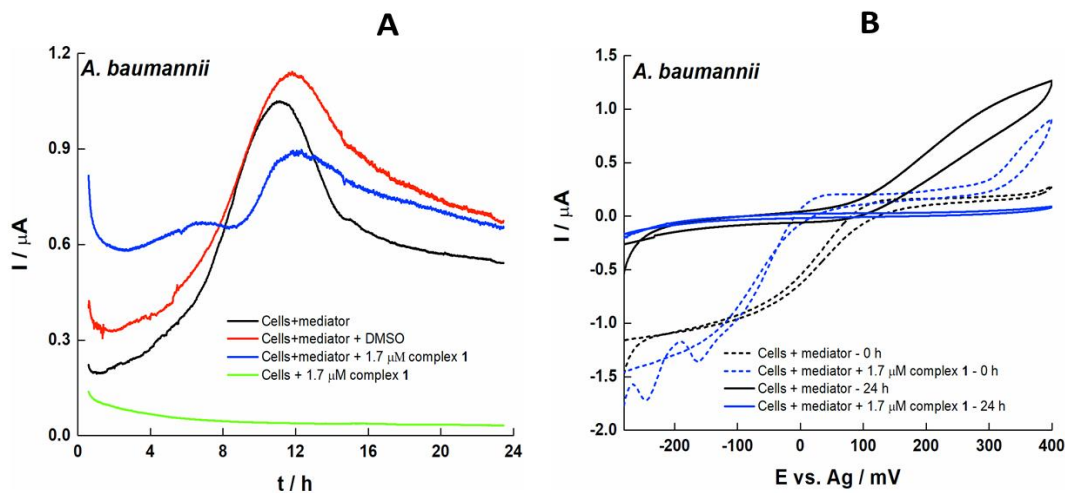 A
A. baumannii
I / μA
1.2
0.9
0.6
0.3
0.0
Cells+mediator
Cells+mediator + DMSO
Cells+mediator + 1.7 μM complex 1
Cells + 1.7 μM complex 1
0 4 8 12 16 20 24
t / h
B
A. baumannii
I / μA
1.5
1.0
0.5
0.0
-0.5
-1.0
-1.5
-2.0
Cells + mediator - 0 h
Cells + mediator + 1.7 μM complex 1 - 0 h
Cells + mediator - 24 h
Cells + mediator + 1.7 μM complex 1 - 24 h
-200 -100 0 100 200 300 400
E vs. Ag / mV